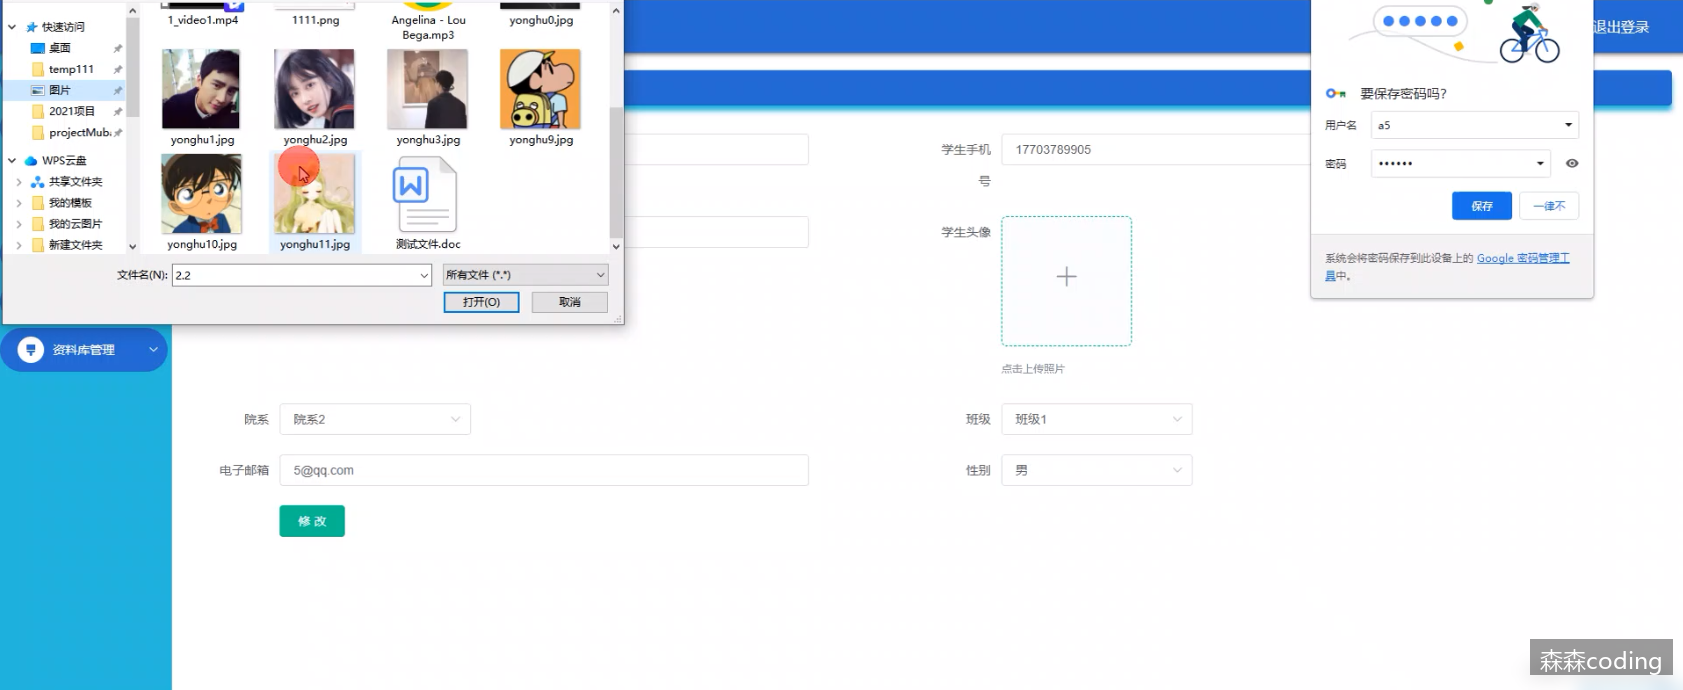 快速访问
桌面
temp111
图片
2021项目
projectMub
WPS云盘
共享文件夹
我的模板
我的云图片
新建文件夹
1_video1.mp4
1111.png
Angelina - Lou
Bega.mp3
yonghu0.jpg
yonghu1.jpg
yonghu2.jpg
yonghu3.jpg
yonghu9.jpg
yonghu10.jpg
yonghu11.jpg
测试文件.doc
文件名(N):
2.2
所有文件 (*.*)
打开(O)
取消
退出登录
要保存密码吗?
用户名
a5
密码
••••••
保存
一律不
系统会将密码保存到此设备上的 Google 密码管理工
具中。
资料库管理
学生手机
号
17703789905
学生头像
点击上传照片
院系
院系2
班级
班级1
电子邮箱
5@qq.com
性别
男
修 改
森森coding